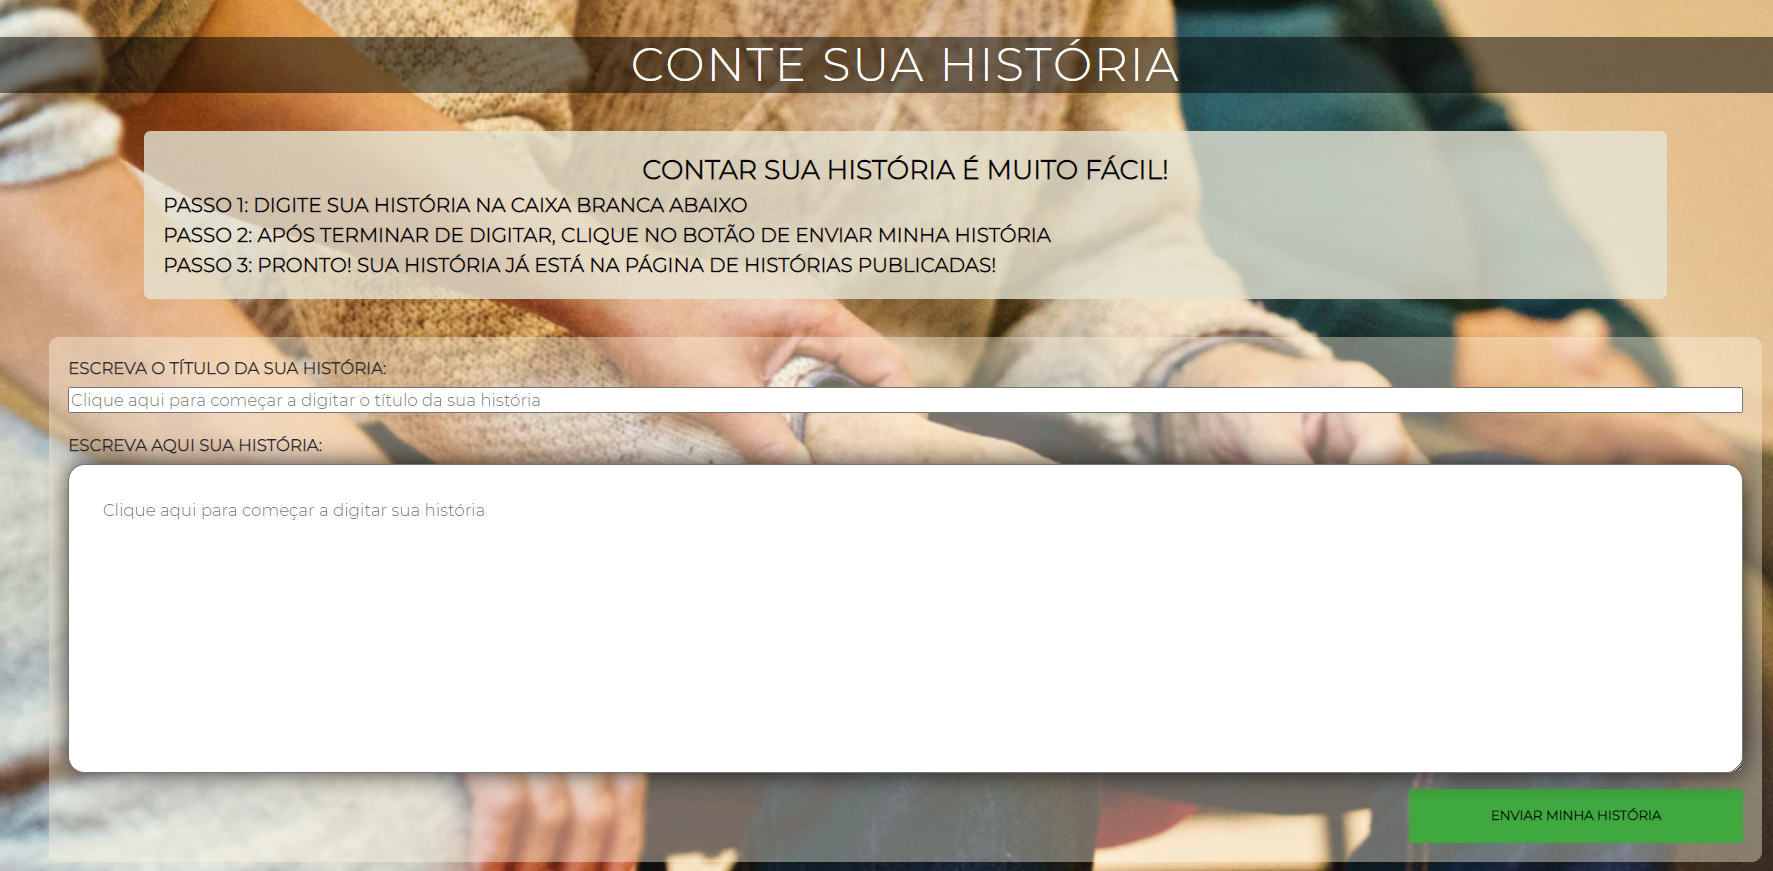 CONTE SUA HISTÓRIA
CONTAR SUA HISTÓRIA É MUITO FÁCIL!
PASSO 1: DIGITE SUA HISTÓRIA NA CAIXA BRANCA ABAIXO
PASSO 2: APÓS TERMINAR DE DIGITAR, CLIQUE NO BOTÃO DE ENVIAR MINHA HISTÓRIA
PASSO 3: PRONTO! SUA HISTÓRIA JÁ ESTÁ NA PÁGINA DE HISTÓRIAS PUBLICADAS!
ESCREVA O TÍTULO DA SUA HISTÓRIA:
Clique aqui para começar a digitar o título da sua história
ESCREVA AQUI SUA HISTÓRIA:
Clique aqui para começar a digitar sua história
ENVIAR MINHA HISTÓRIA